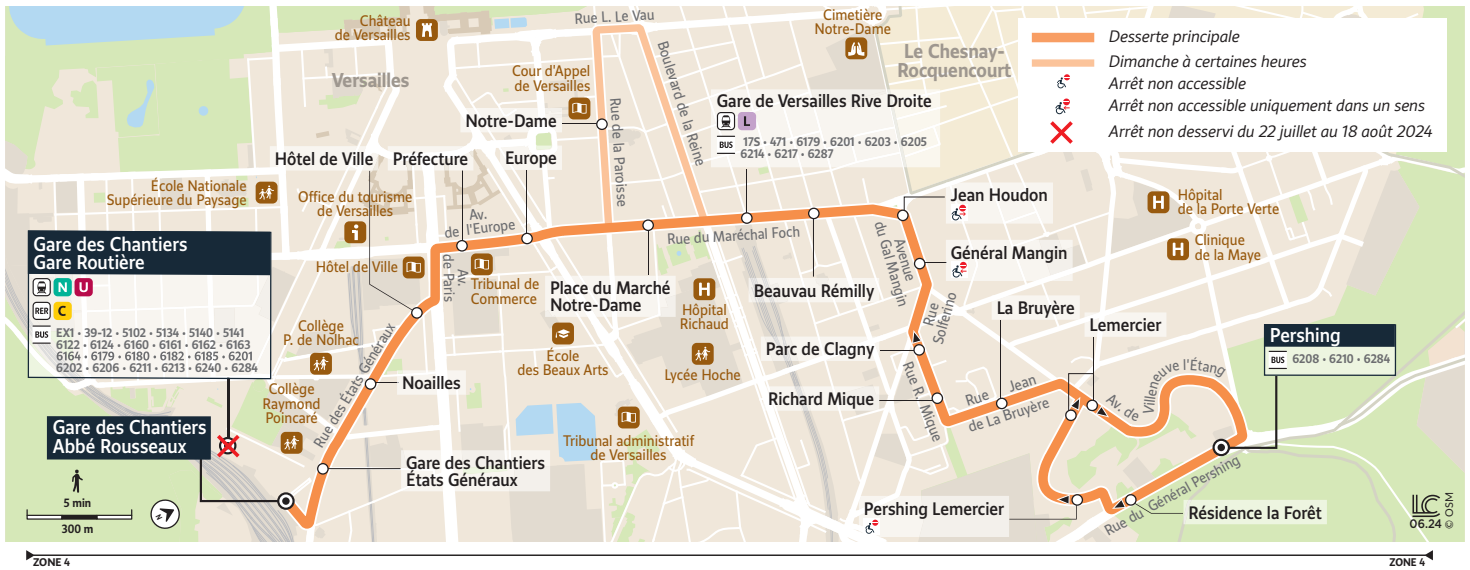 Château
de Versailles
Rue L. Le Vau
Cimetière
Notre-Dame
Le Chesnay-
Rocquencourt
Versailles
Desserte principale
Dimanche à certaines heures
Arrêt non accessible
Arrêt non accessible uniquement dans un sens
Arrêt non desservi du 22 juillet au 18 août 2024
Cour d'Appel
de Versailles
Boulevard de la Reine
Rue de la Paroisse
Notre-Dame
Gare de Versailles Rive Droite
L
BUS 17S • 471 • 6179 • 6201 • 6203 • 6205
6214 • 6217 • 6287
Hôtel de Ville
Préfecture
Europe
École Nationale
Supérieure du Paysage
Office du tourisme
de Versailles
i
Av.
de l'Europe
Jean Houdon
H
Hôpital
de la Porte Verte
H
Clinique
de la Maye
Gare des Chantiers
Gare Routière
N U
RER C
BUS EX1 • 39-12 • 5102 • 5134 • 5140 • 5141
6122 • 6124 • 6160 • 6161 • 6162 • 6163
6164 • 6179 • 6180 • 6182 • 6185 • 6201
6202 • 6206 • 6211 • 6213 • 6240 • 6284
Hôtel de Ville
Av.
de Paris
Tribunal de
Commerce
Rue du Maréchal Foch
Avenue
du Gal Mangin
Général Mangin
Place du Marché
Notre-Dame
H
Hôpital
Richaud
Beauvau Rémilly
Rue
Solferino
La Bruyère
Lemercier
Pershing
BUS 6208 • 6210 • 6284
Collège
P. de Nolhac
École
des Beaux Arts
Lycée Hoche
Parc de Clagny
Rue R. Mique
Richard Mique
Rue Jean
de La Bruyère
Av. de
Villeneuve l'Étang
Noailles
Rue des États Généraux
Collège
Raymond
Poincaré
Gare des Chantiers
Abbé Rousseaux
Gare des Chantiers
États Généraux
Tribunal administratif
de Versailles
Pershing Lemercier
Rue du Général Pershing
Résidence la Forêt
5 min
300 m
LC
06.24 © OSM
ZONE 4
ZONE 4